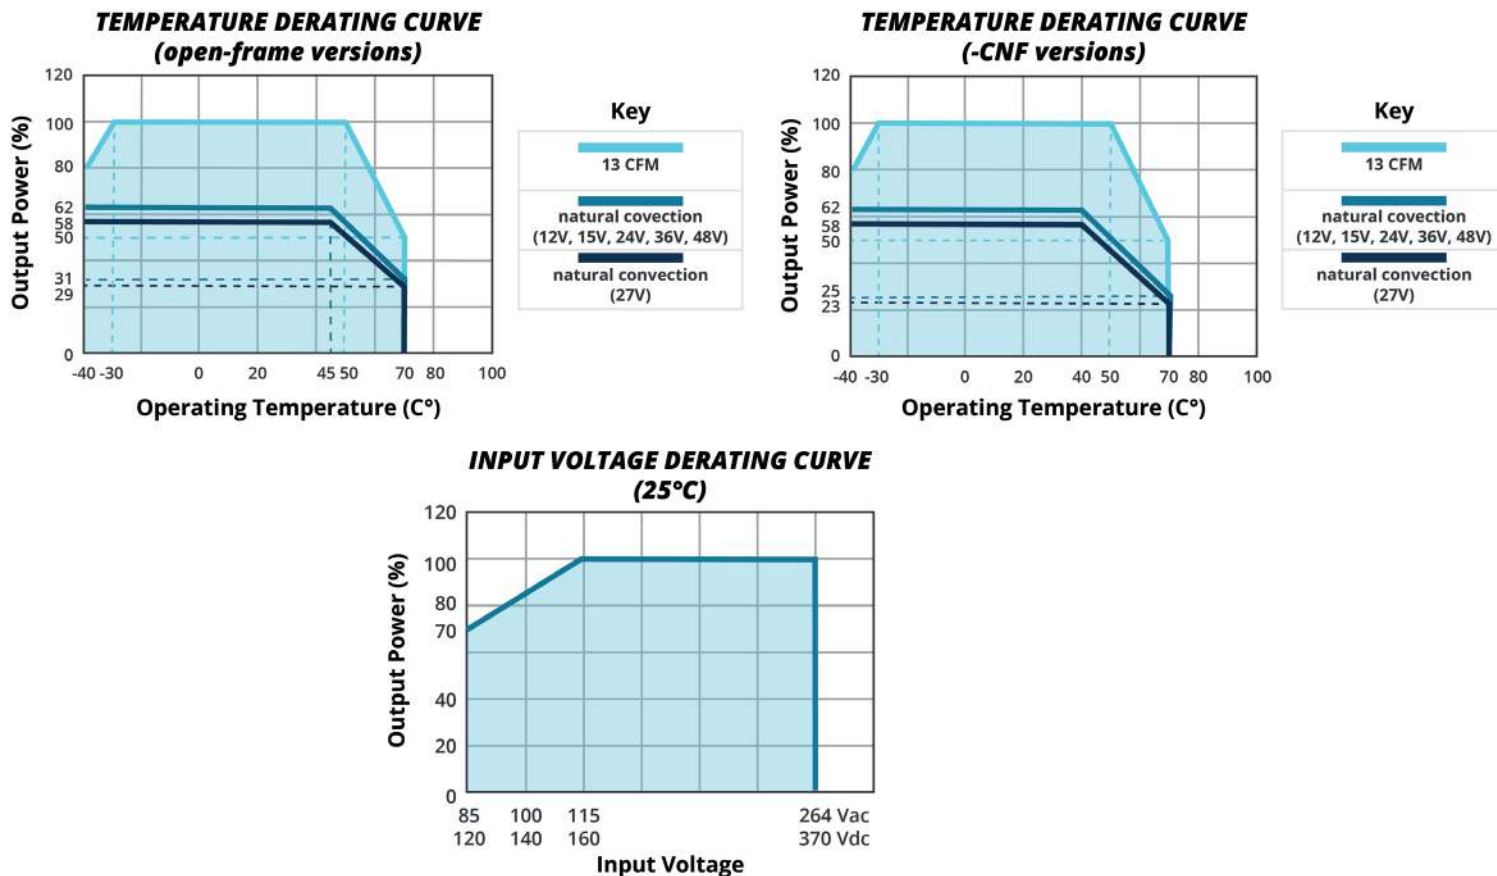 TEMPERATURE DERATING CURVE
(open-frame versions)
120
100
80
62
58
50
31
29
0
Output Power (%)
-40 -30 0 20 45 50 70 80 100
Operating Temperature (C°)
Key
13 CFM
natural covection
(12V, 15V, 24V, 36V, 48V)
natural convection
(27V)
TEMPERATURE DERATING CURVE
(-CNF versions)
120
100
80
62
58
50
25
23
0
Output Power (%)
-40 -30 0 20 40 50 70 80 100
Operating Temperature (C°)
Key
13 CFM
natural covection
(12V, 15V, 24V, 36V, 48V)
natural convection
(27V)
INPUT VOLTAGE DERATING CURVE
(25°C)
120
100
80
70
40
20
0
Output Power (%)
85 100 115 264 Vac
120 140 160 370 Vdc
Input Voltage